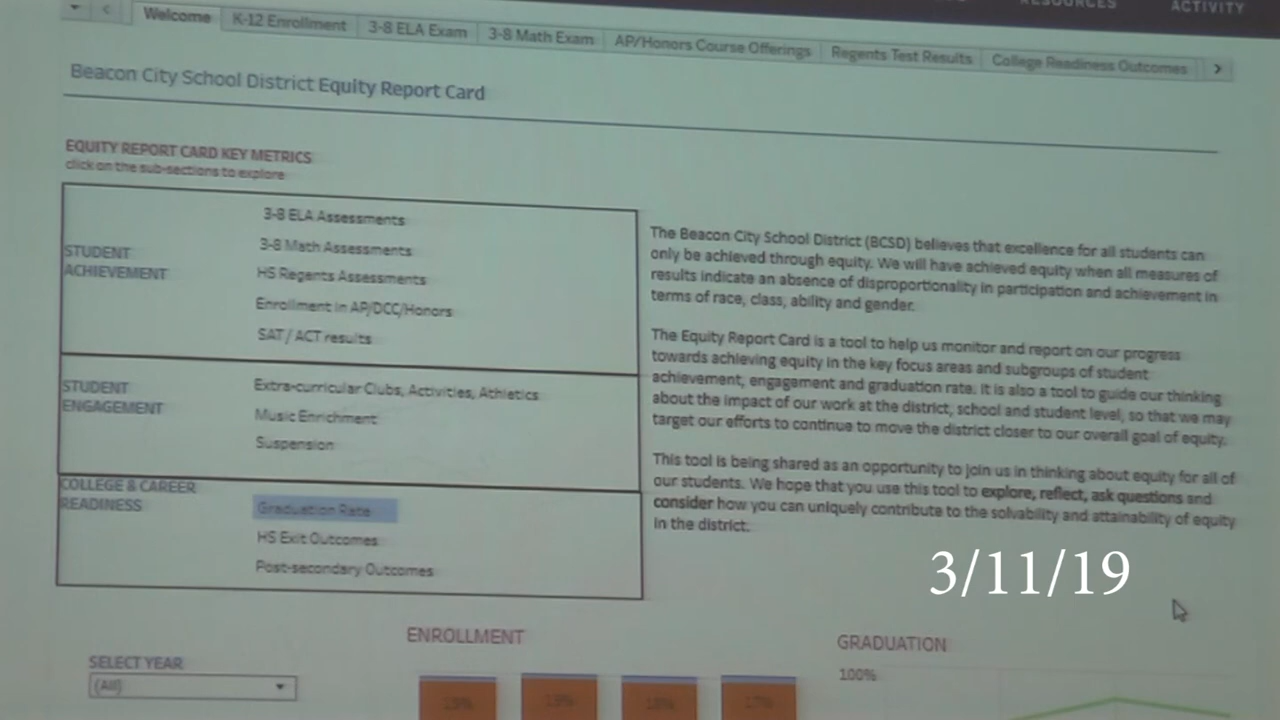 RESOURCES
ACTIVITY
Welcome
K-12 Enrollment
3-8 ELA Exam
3-8 Math Exam
AP/Honors Course Offerings
Regents Test Results
College Readiness Outcomes
Beacon City School District Equity Report Card
EQUITY REPORT CARD KEY METRICS
click on the sub-sections to explore
STUDENT
ACHIEVEMENT
3-8 ELA Assessments
3-8 Math Assessments
HS Regents Assessments
Enrollment in AP/DCC/Honors
SAT / ACT results
STUDENT
ENGAGEMENT
Extra-curricular Clubs, Activities, Athletics
Music Enrichment
Suspension
COLLEGE & CAREER
READINESS
Graduation Rate
HS Exit Outcomes
Post-secondary Outcomes
The Beacon City School District (BCSD) believes that excellence for all students can
only be achieved through equity. We will have achieved equity when all measures of
results indicate an absence of disproportionality in participation and achievement in
terms of race, class, ability and gender.
The Equity Report Card is a tool to help us monitor and report on our progress
towards achieving equity in the key focus areas and subgroups of student
achievement, engagement and graduation rate. It is also a tool to guide our thinking
about the impact of our work at the district, school and student level, so that we may
target our efforts to continue to move the district closer to our overall goal of equity.
This tool is being shared as an opportunity to join us in thinking about equity for all of
our students. We hope that you use this tool to explore, reflect, ask questions and
consider how you can uniquely contribute to the solvability and attainability of equity
in the district.
3/11/19
SELECT YEAR
(All)
ENROLLMENT
GRADUATION
100%